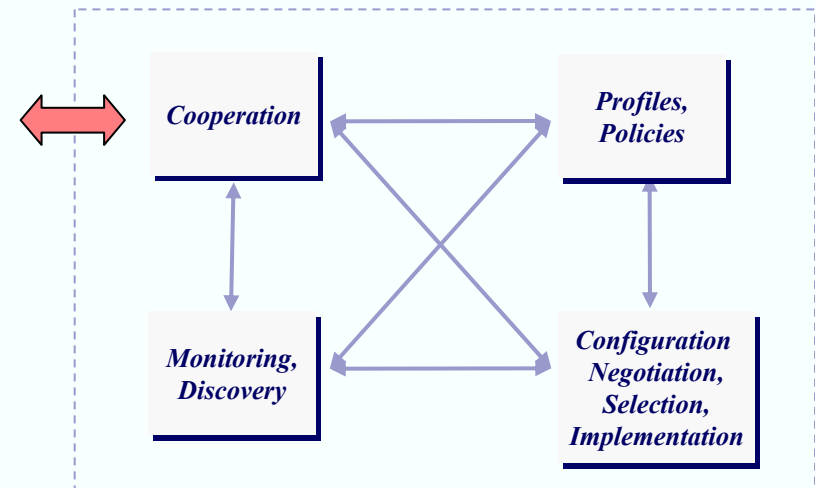 Cooperation
Profiles,
Policies
Monitoring,
Discovery
Configuration
Negotiation,
Selection,
Implementation